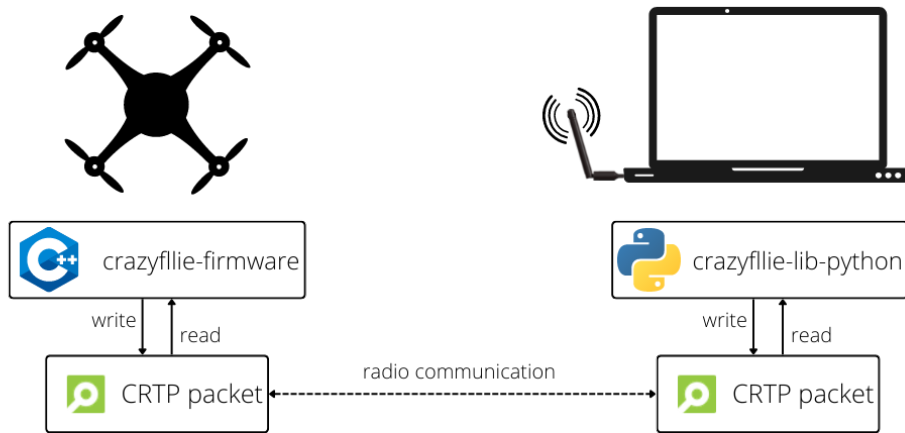 C++
crazyfllie-firmware
crazyfllie-lib-python
write
read
write
read
radio communication
CRTP packet
CRTP packet